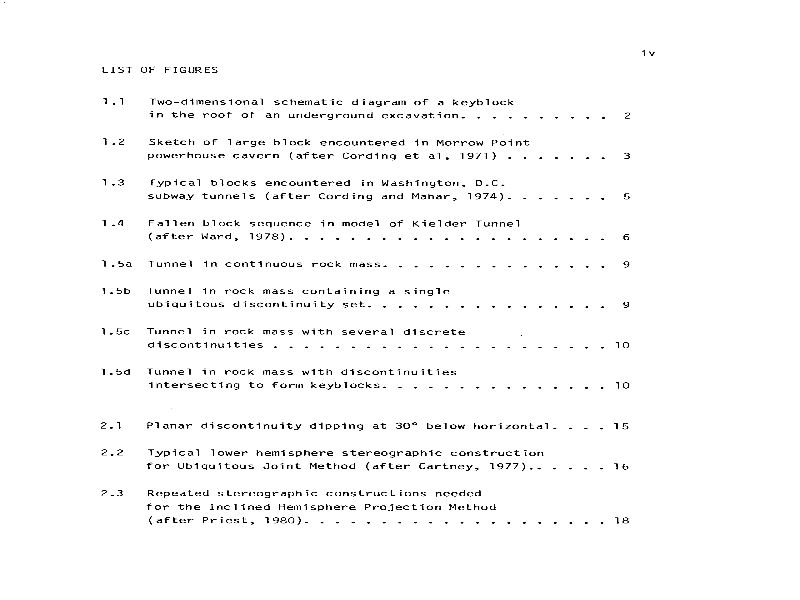 iv
LIST OF FIGURES
1.1 Two-dimensional schematic diagram of a keyblock
in the roof of an underground excavation. . . . . . . . . . 2
1.2 Sketch of large block encountered in Morrow Point
powerhouse cavern (after Cording et al, 1971) . . . . . . . 3
1.3 Typical blocks encountered in Washington, D.C.
subway tunnels (after Cording and Mahar, 1974). . . . . . . 5
1.4 Fallen block sequence in model of Kielder Tunnel
(after Ward, 1978). . . . . . . . . . . . . . . . . . . . . 6
1.5a Tunnel in continuous rock mass. . . . . . . . . . . . . . . 9
1.5b Tunnel in rock mass containing a single
ubiquitous discontinuity set. . . . . . . . . . . . . . . . 9
1.5c Tunnel in rock mass with several discrete
discontinuities . . . . . . . . . . . . . . . . . . . . . . 10
1.5d Tunnel in rock mass with discontinuities
intersecting to form keyblocks. . . . . . . . . . . . . . . 10
2.1 Planar discontinuity dipping at 30° below horizontal. . . . 15
2.2 Typical lower hemisphere stereographic construction
for Ubiquitous Joint Method (after Cartney, 1977).. . . . . 16
2.3 Repeated stereographic constructions needed
for the Inclined Hemisphere Projection Method
(after Priest, 1980). . . . . . . . . . . . . . . . . . . . 18